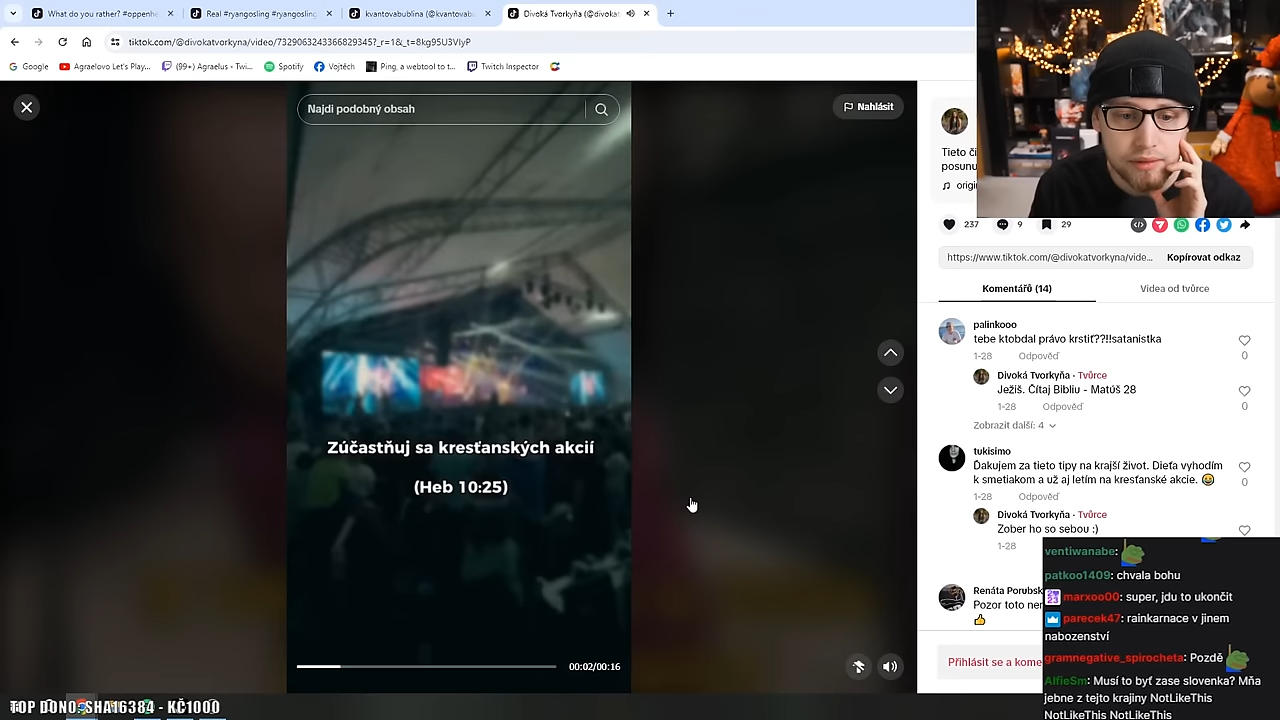 What do you rather? #oppenhe
Real #ryangosling #ryangosling
kvantonahublina (@kvantona
Divoká Tvorkyňa (@divokat
tiktok.com/@divokatvorkyna/video/7329063243366829345?_r=1&_t=8kg95U3VIyP
Google
Agraelovo Let's Play...
(99+) Agraelus - Twi...
Ping a webtool to t...
Twitch Inspector
Najdi podobný obsah
Nahlásit
Zúčastňuj sa kresťanských akcií
(Heb 10:25)
00:02/00:16
Tieto či
posunu
origi
237
9
29
https://www.tiktok.com/@divokatvorkyna/vide...
Kopírovat odkaz
Komentářů (14)
Videa od tvůrce
palinkooo
tebe ktobdal právo krstiť??!!satanistka
1-28
Odpověď
0
Divoká Tvorkyňa · Tvůrce
Ježiš. Čítaj Bibliu - Matúš 28
1-28
Odpověď
0
Zobrazit další: 4
tukisimo
Ďakujem za tieto tipy na krajší život. Dieťa vyhodím
k smetiakom a už aj letím na kresťanské akcie. 😀
1-28
Odpověď
0
Divoká Tvorkyňa · Tvůrce
Zober ho so sebou :)
1-28
Renáta Porubsk
Pozor toto ner
👍
Přihlásit se a kome
ventiwanabe:
patkoo1409: chvala bohu
marxoo00: super, jdu to ukončit
parecek47: rainkarnace v jinem
nabozenství
gramnegative_spirocheta: Pozdě
AlfieSm: Musí to byť zase slovenka? Mňa
jebne z tejto krajiny NotLikeThis
NotLikeThis NotLikeThis
TOP DONO: SHA16384 - KČ1000